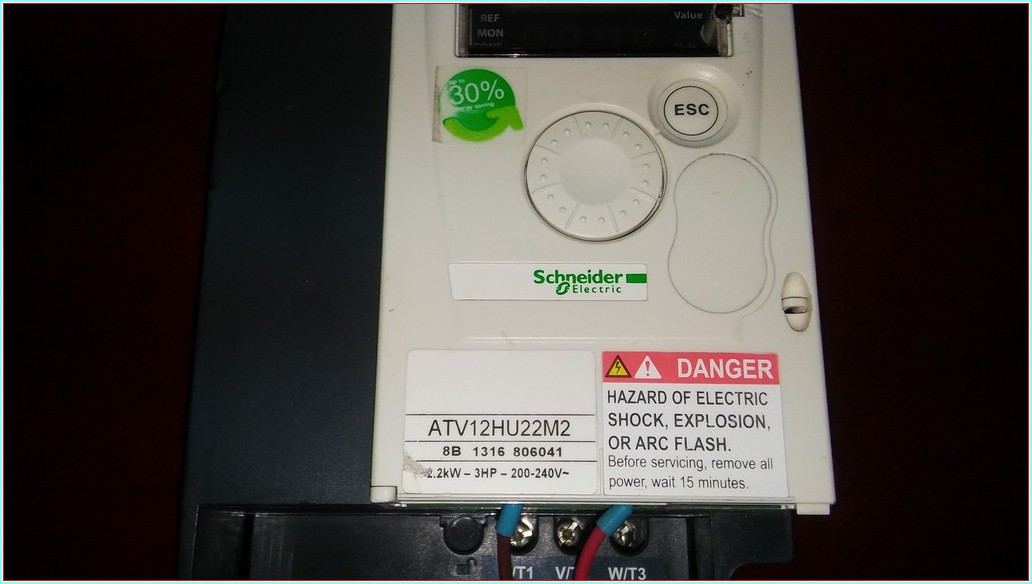 REF
Value
MON
30%
ESC
Schneider
Electric
DANGER
HAZARD OF ELECTRIC
SHOCK, EXPLOSION,
OR ARC FLASH.
Before servicing, remove all
power, wait 15 minutes.
ATV12HU22M2
8B 1316 806041
2.2kW – 3HP – 200-240V~
W/T3